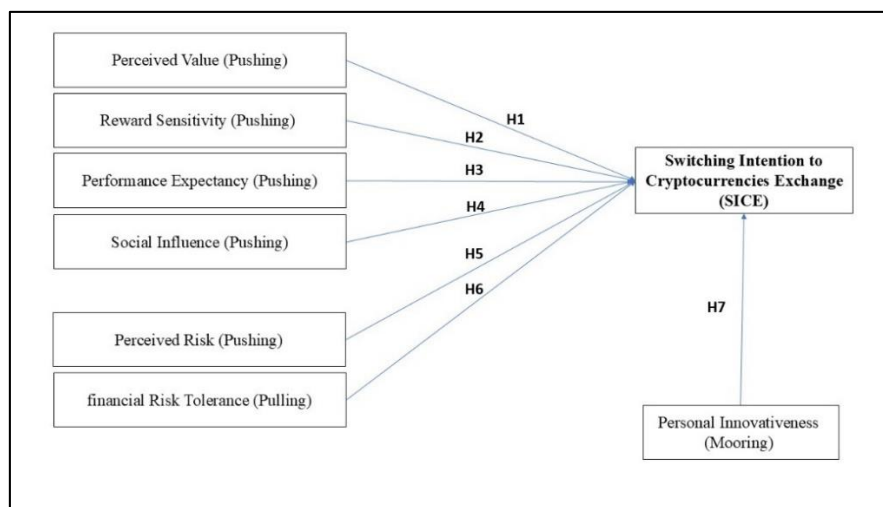 Perceived Value (Pushing)
H1
Reward Sensitivity (Pushing)
H2
Performance Expectancy (Pushing)
H3
Social Influence (Pushing)
H4
Switching Intention to
Cryptocurrencies Exchange
(SICE)
H5
Perceived Risk (Pushing)
H6
financial Risk Tolerance (Pulling)
H7
Personal Innovativeness
(Mooring)